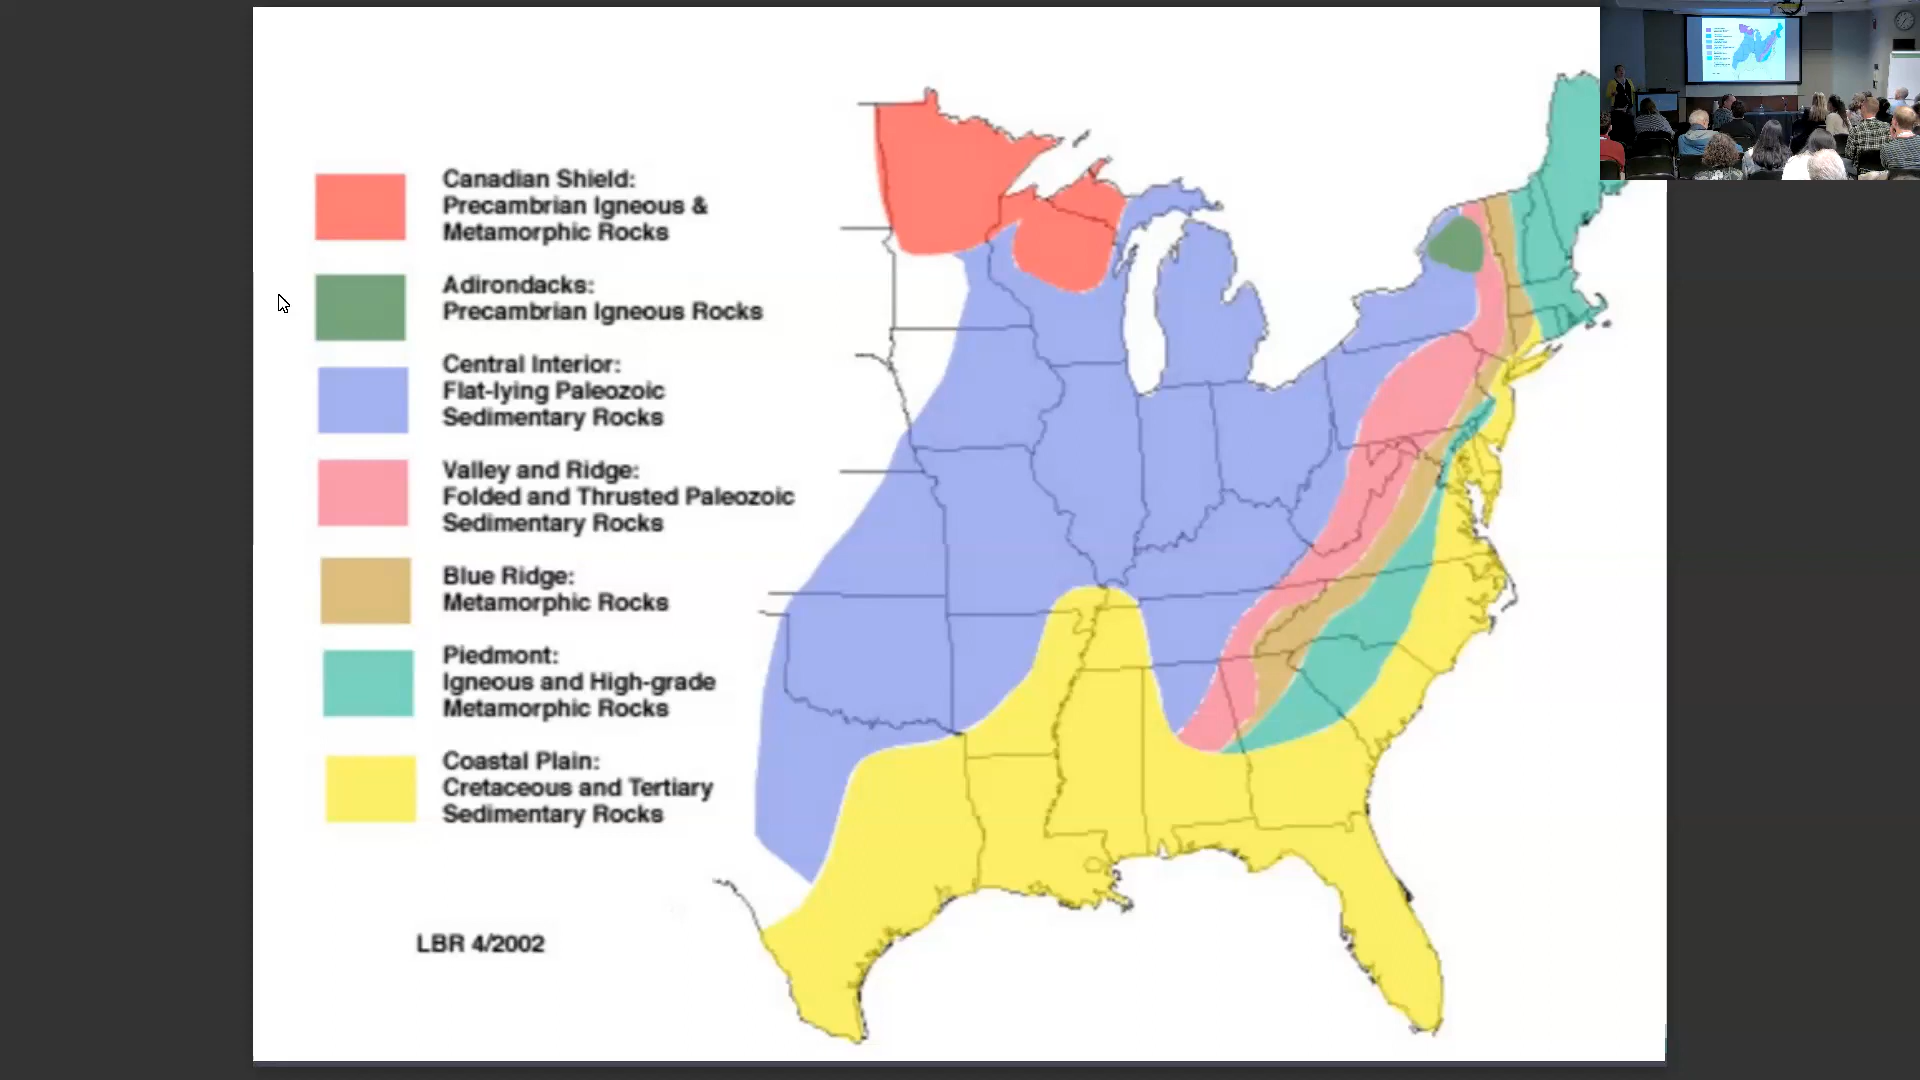 Canadian Shield:
Precambrian Igneous &
Metamorphic Rocks
Adirondacks:
Precambrian Igneous Rocks
Central Interior:
Flat-lying Paleozoic
Sedimentary Rocks
Valley and Ridge:
Folded and Thrusted Paleozoic
Sedimentary Rocks
Blue Ridge:
Metamorphic Rocks
Piedmont:
Igneous and High-grade
Metamorphic Rocks
Coastal Plain:
Cretaceous and Tertiary
Sedimentary Rocks
LBR 4/2002